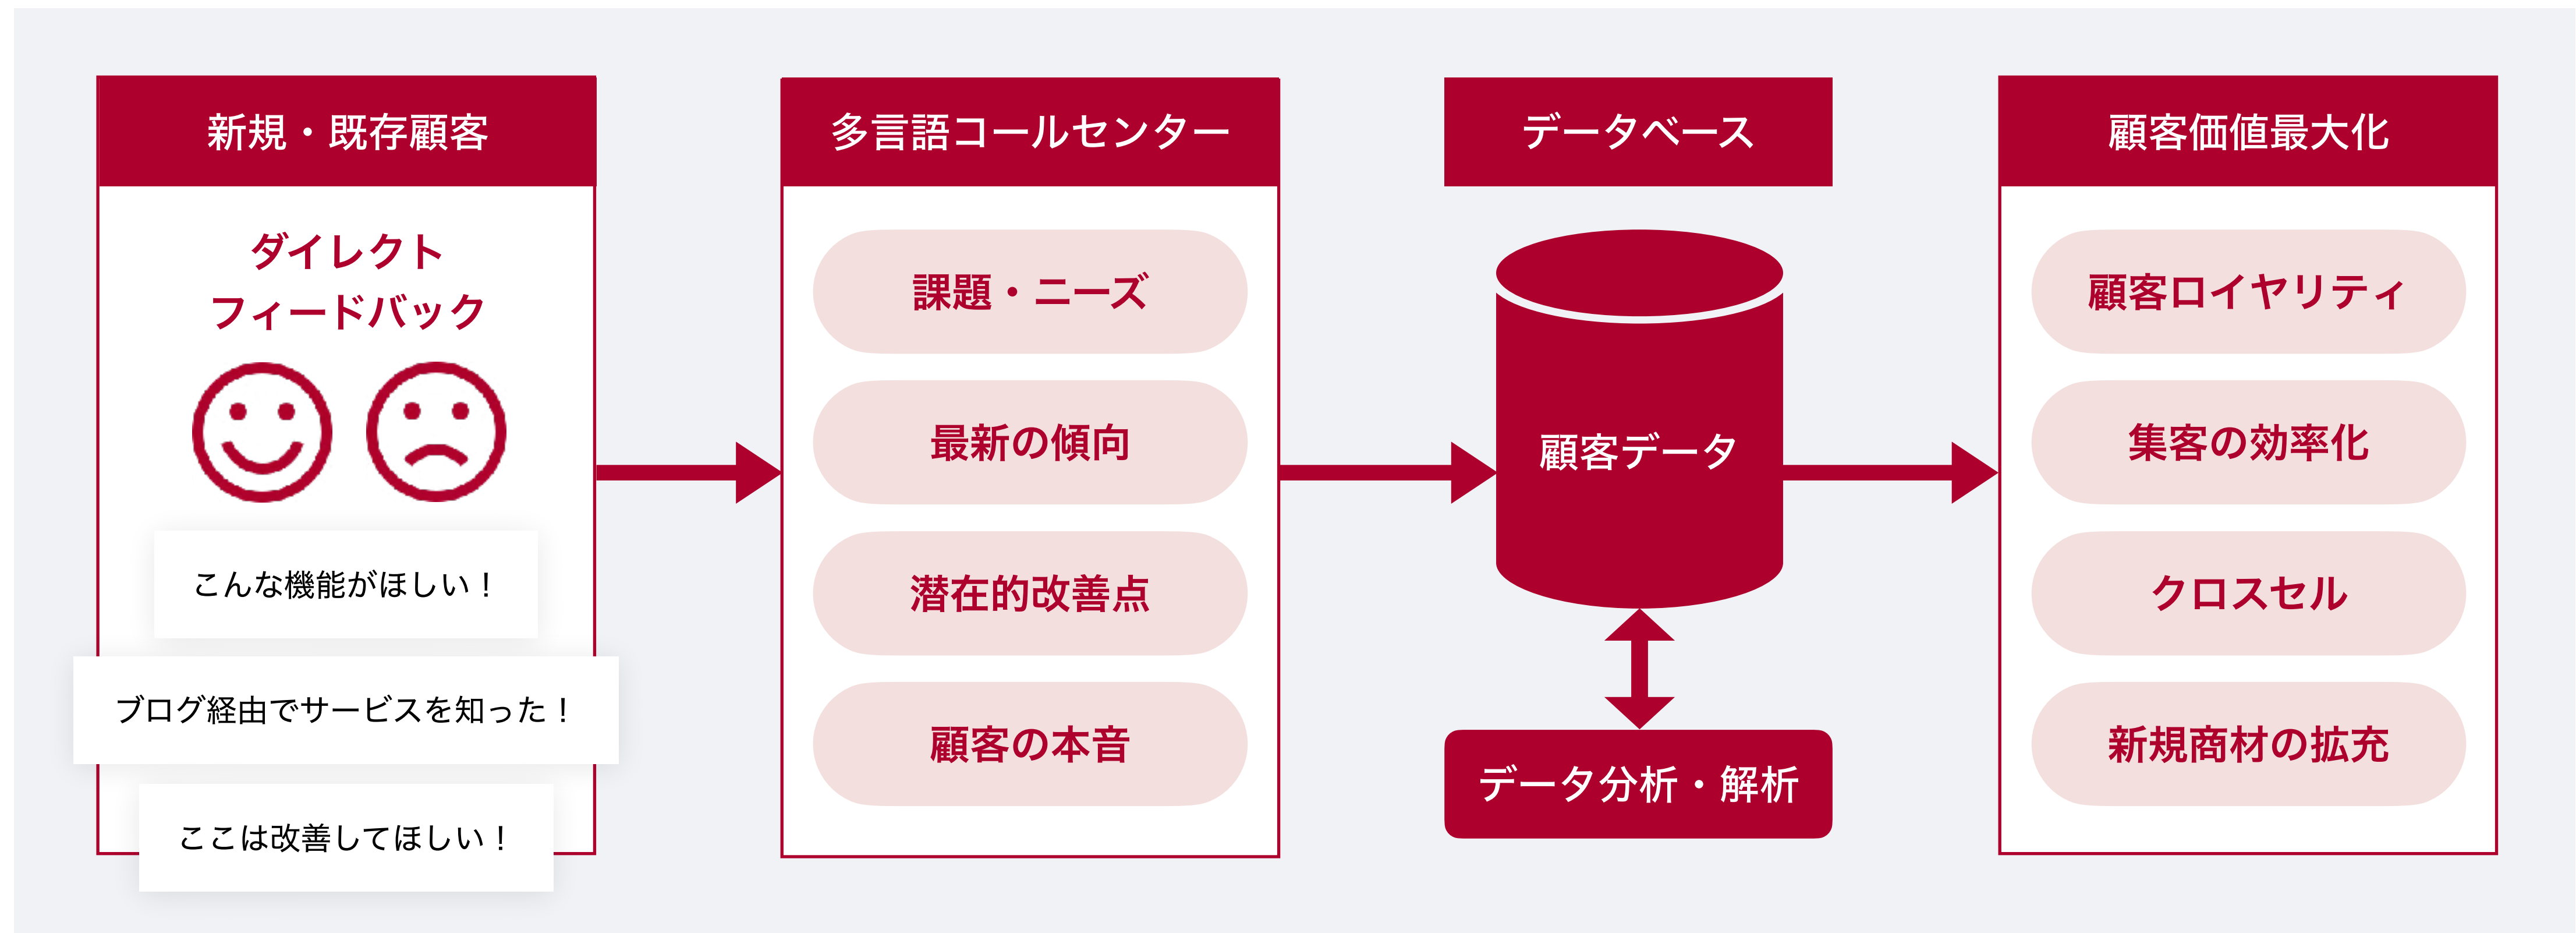 新規・既存顧客
ダイレクト
フィードバック
こんな機能がほしい！
ブログ経由でサービスを知った！
ここは改善してほしい！
多言語コールセンター
課題・ニーズ
最新の傾向
潜在的改善点
顧客の本音
データベース
顧客データ
データ分析・解析
顧客価値最大化
顧客ロイヤリティ
集客の効率化
クロスセル
新規商材の拡充